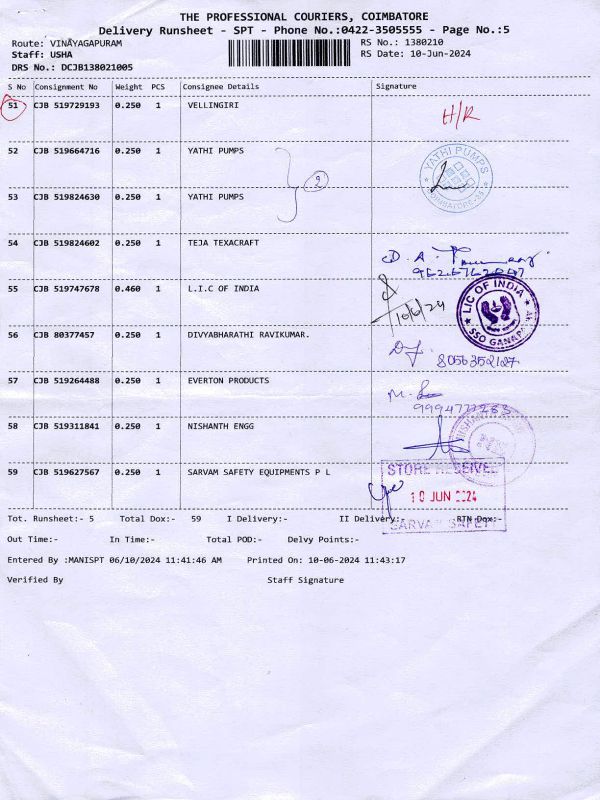 THE PROFESSIONAL COURIERS, COIMBATORE
Delivery Runsheet - SPT - Phone No.:0422-3505555 - Page No.:5
Route: VINAYAGAPURAM RS No.: 1380210
Staff: USHA RS Date: 10-Jun-2024
DRS No.: DCJB138021005
S No Consignment No Weight PCS Consignee Details Signature
51 CJB 519729193 0.250 1 VELLINGIRI H/R
52 CJB 519664716 0.250 1 YATHI PUMPS YATHI PUMPS
2
53 CJB 519824630 0.250 1 YATHI PUMPS
54 CJB 519824602 0.250 1 TEJA TEXACRAFT D. A.
55 CJB 519747678 0.460 1 L.I.C OF INDIA 10/6/24 LIC OF INDIA
56 CJB 80377457 0.250 1 DIVYABHARATHI RAVIKUMAR.
8056352187
57 CJB 519264488 0.250 1 EVERTON PRODUCTS M.
58 CJB 519311841 0.250 1 NISHANTH ENGG
59 CJB 519627567 0.250 1 SARVAM SAFETY EQUIPMENTS P L STORE RECEIVED
10 JUN 2024
SARVAM SAFETY
Tot. Runsheet:- 5 Total Dox:- 59 I Delivery:- II Delivery:- RTN Dox:-
Out Time:- In Time:- Total POD:- Delvy Points:-
Entered By :MANISPT 06/10/2024 11:41:46 AM Printed On: 10-06-2024 11:43:17
Verified By Staff Signature